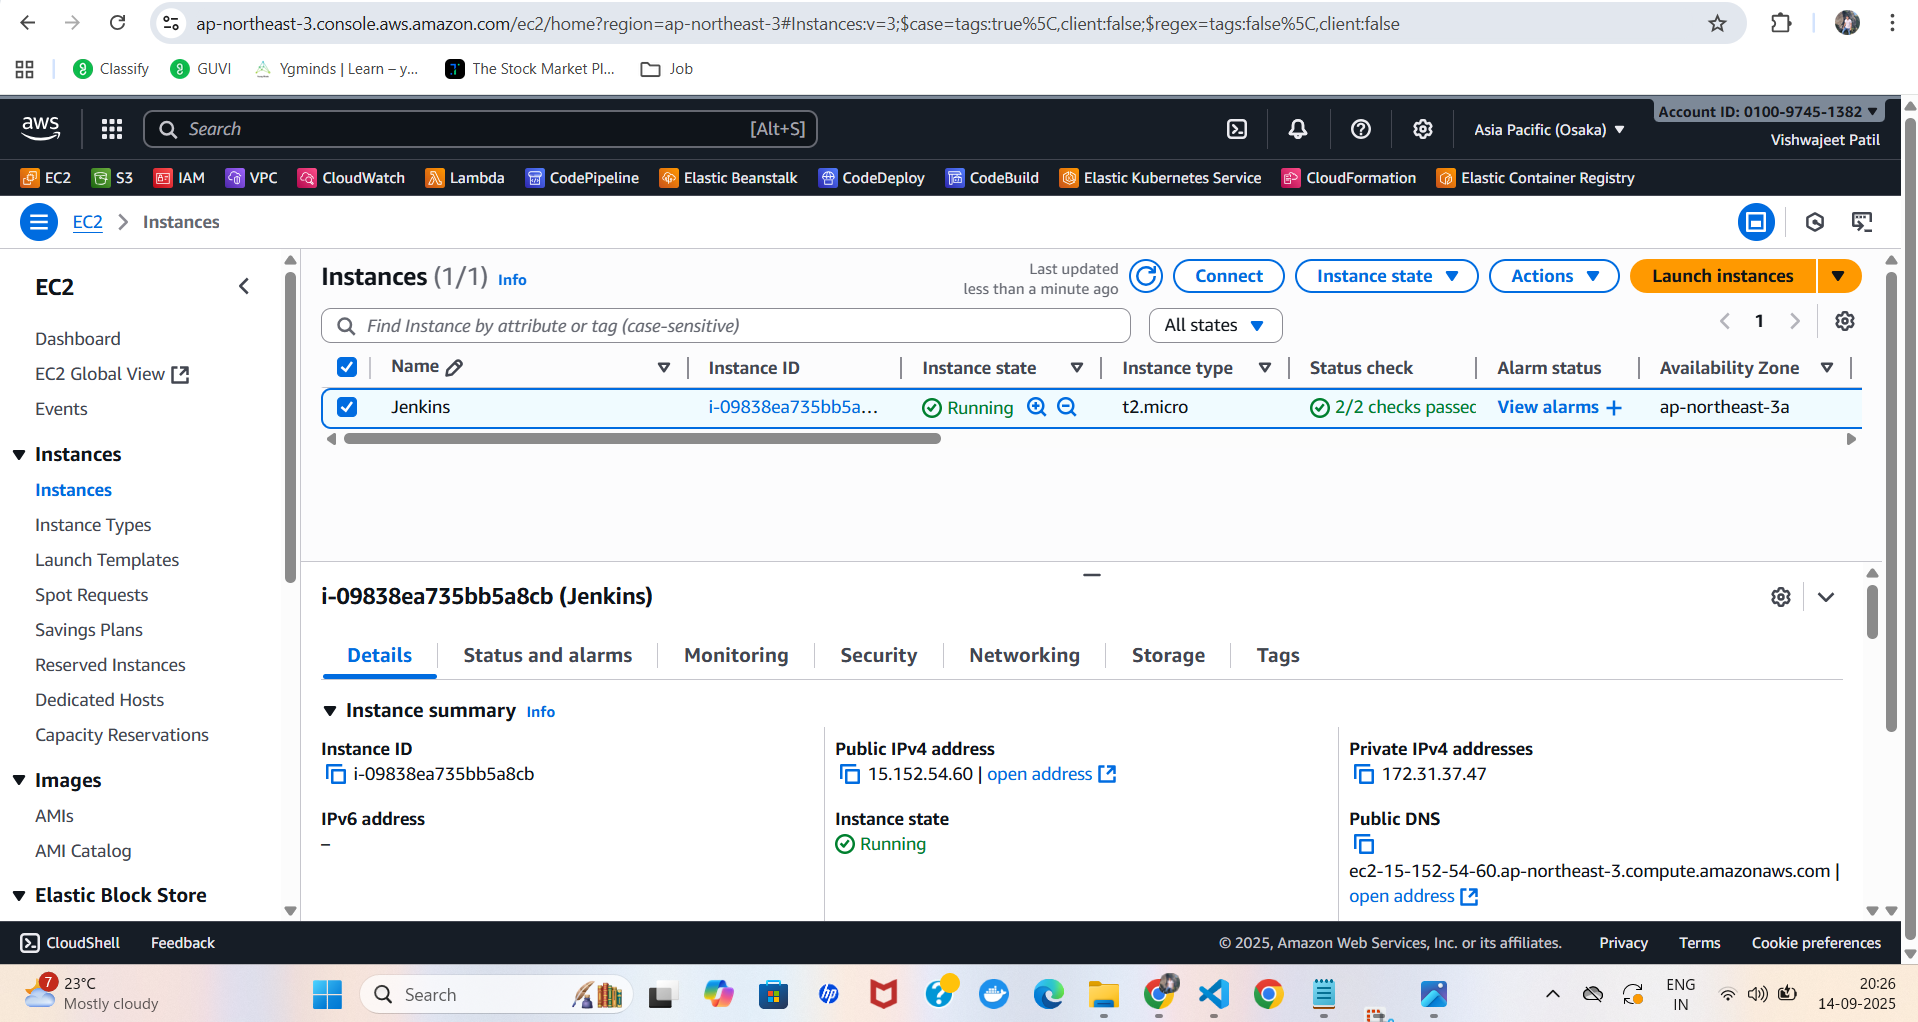 ap-northeast-3.console.aws.amazon.com/ec2/home?region=ap-northeast-3#Instances:v=3;$case=tags:true%5C,client:false;$regex=tags:false%5C,client:false
Classify GUVI Ygminds | Learn – y... The Stock Market Pl... Job
aws Search [Alt+S] Asia Pacific (Osaka) Account ID: 0100-9745-1382
Vishwajeet Patil
EC2 S3 IAM VPC CloudWatch Lambda CodePipeline Elastic Beanstalk CodeDeploy CodeBuild Elastic Kubernetes Service CloudFormation Elastic Container Registry
EC2 Instances
EC2
Dashboard
EC2 Global View
Events
Instances
Instances
Instance Types
Launch Templates
Spot Requests
Savings Plans
Reserved Instances
Dedicated Hosts
Capacity Reservations
Images
AMIs
AMI Catalog
Elastic Block Store
Instances (1/1) Info
Last updated
less than a minute ago
Connect Instance state Actions Launch instances
Find Instance by attribute or tag (case-sensitive) All states 1
Name Instance ID Instance state Instance type Status check Alarm status Availability Zone
Jenkins i-09838ea735bb5a... Running t2.micro 2/2 checks passed View alarms + ap-northeast-3a
i-09838ea735bb5a8cb (Jenkins)
Details Status and alarms Monitoring Security Networking Storage Tags
Instance summary Info
Instance ID
i-09838ea735bb5a8cb
Public IPv4 address
15.152.54.60 | open address
Private IPv4 addresses
172.31.37.47
IPv6 address
–
Instance state
Running
Public DNS
ec2-15-152-54-60.ap-northeast-3.compute.amazonaws.com |
open address
CloudShell Feedback © 2025, Amazon Web Services, Inc. or its affiliates. Privacy Terms Cookie preferences
7 23°C
Mostly cloudy
Search
ENG
IN
20:26
14-09-2025